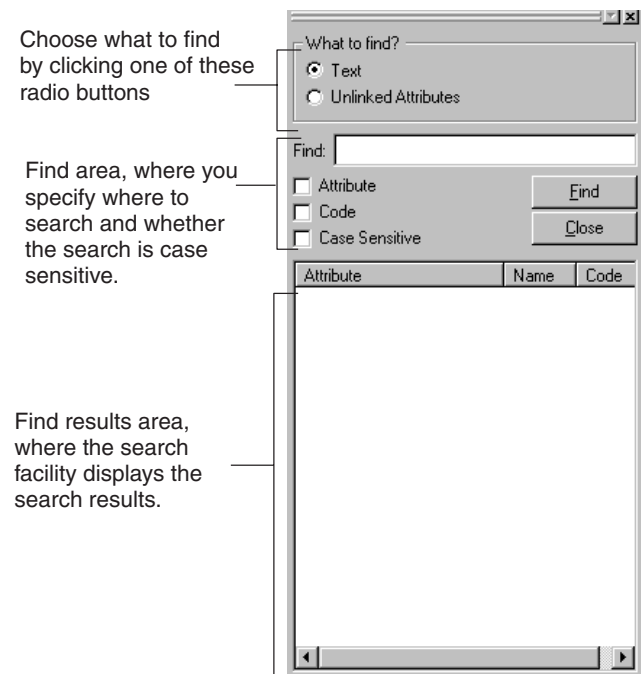 Choose what to find
by clicking one of these
radio buttons
What to find?
Text
Unlinked Attributes
Find area, where you
specify where to
search and whether
the search is case
sensitive.
Find:
Attribute
Code
Case Sensitive
Find
Close
Attribute Name Code
Find results area,
where the search
facility displays the
search results.